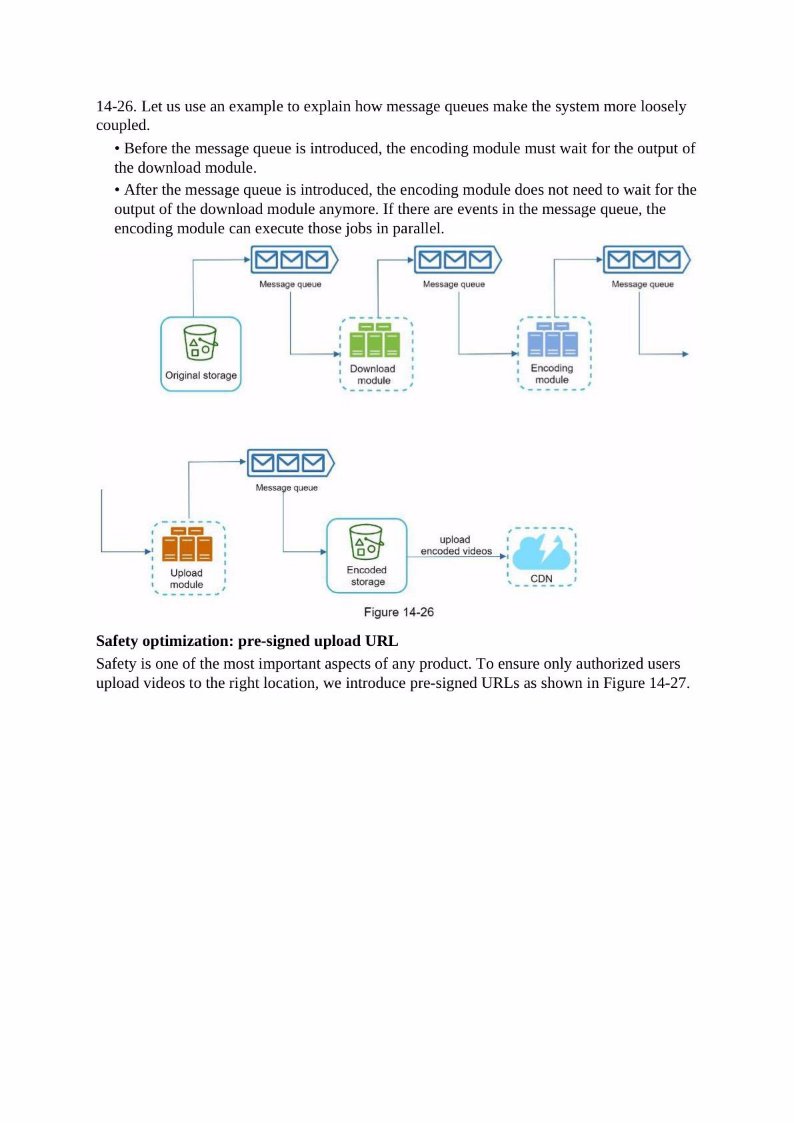 14-26. Let us use an example to explain how message queues make the system more loosely
coupled.
• Before the message queue is introduced, the encoding module must wait for the output of
the download module.
• After the message queue is introduced, the encoding module does not need to wait for the
output of the download module anymore. If there are events in the message queue, the
encoding module can execute those jobs in parallel.
Message queue
Message queue
Message queue
Original storage
Download
module
Encoding
module
Message queue
Upload
module
Encoded
storage
upload
encoded videos
CDN
Figure 14-26
Safety optimization: pre-signed upload URL
Safety is one of the most important aspects of any product. To ensure only authorized users
upload videos to the right location, we introduce pre-signed URLs as shown in Figure 14-27.